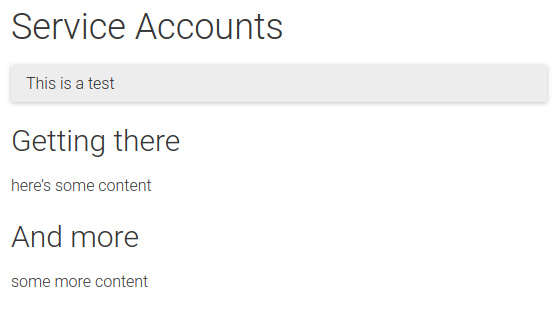 Service Accounts
This is a test
Getting there
here's some content
And more
some more content